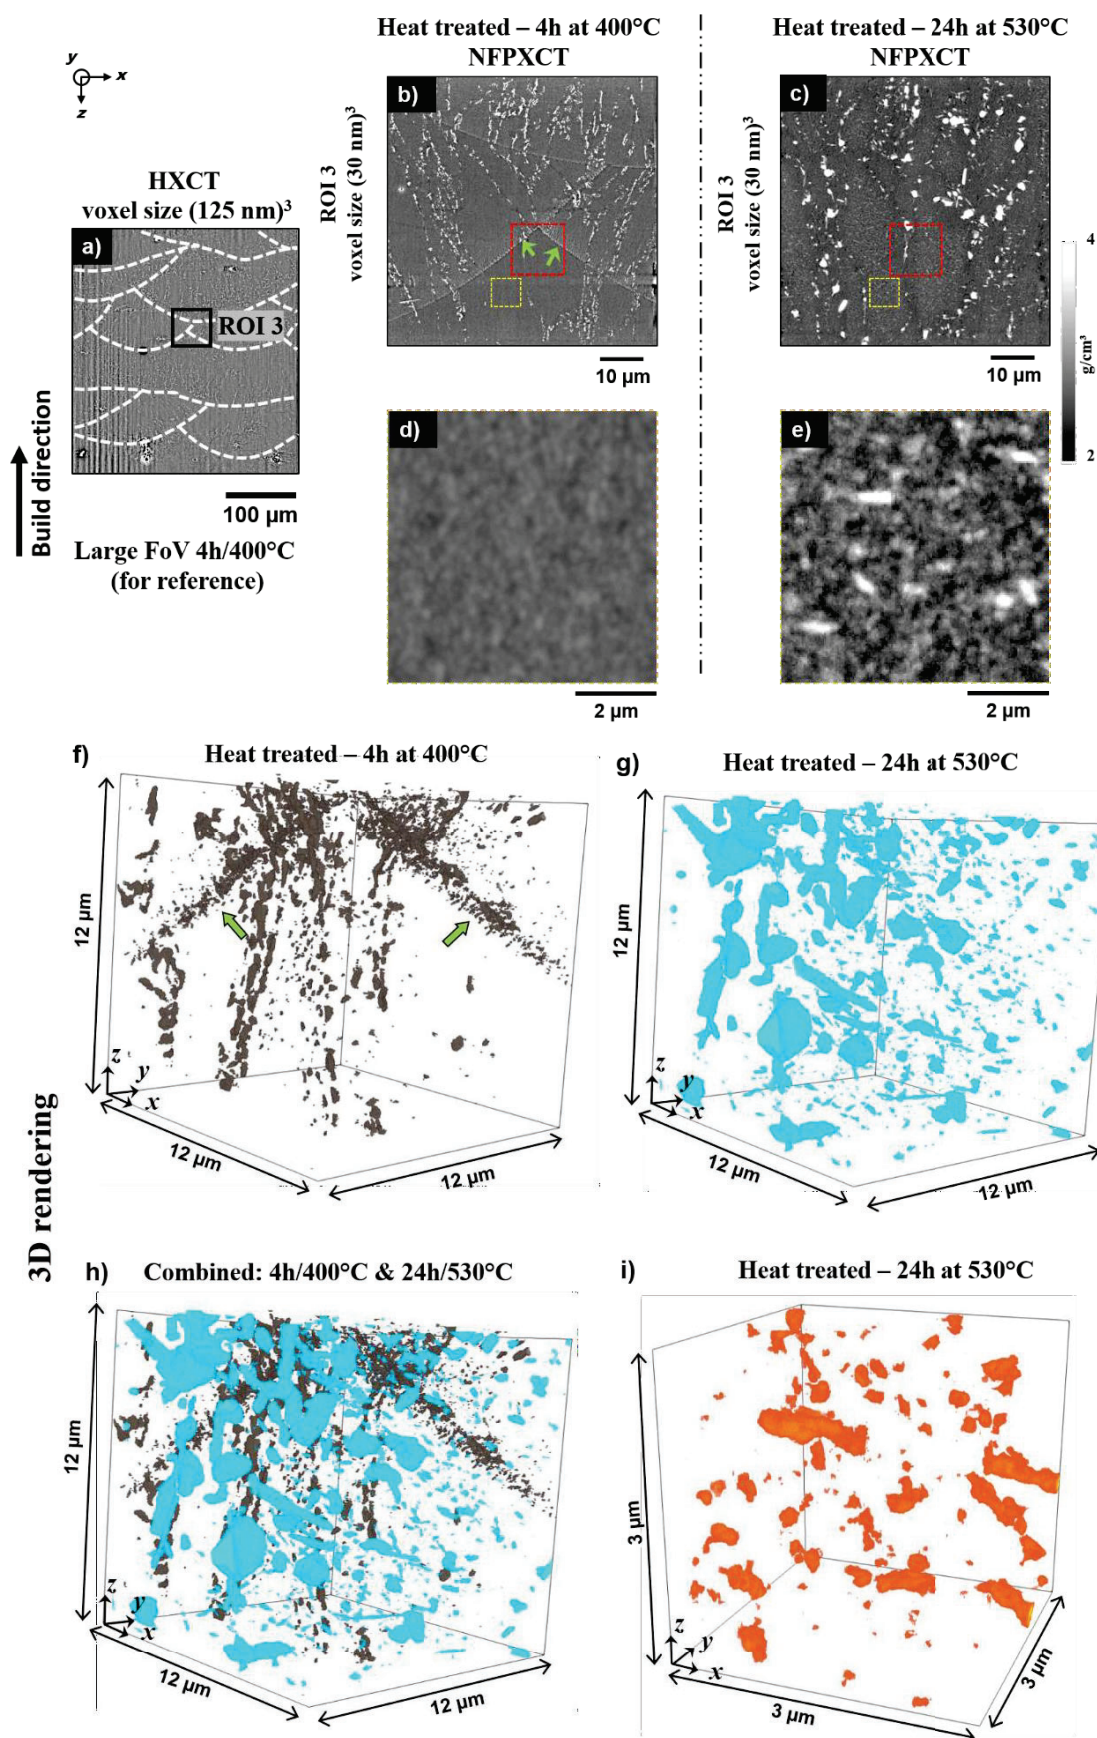 y
x
z
HXCT
voxel size (125 nm)³
a)
ROI 3
100 µm
Build direction
Large FoV 4h/400°C
(for reference)
Heat treated – 4h at 400°C
NFPXCT
ROI 3
voxel size (30 nm)³
b)
10 µm
d)
2 µm
Heat treated – 24h at 530°C
NFPXCT
ROI 3
voxel size (30 nm)³
c)
10 µm
4
g/cm³
2
e)
2 µm
3D rendering
f)
Heat treated – 4h at 400°C
12 µm
z
y
x
12 µm
12 µm
g)
Heat treated – 24h at 530°C
12 µm
z
y
x
12 µm
12 µm
h)
Combined: 4h/400°C & 24h/530°C
12 µm
z
y
x
12 µm
12 µm
i)
Heat treated – 24h at 530°C
3 µm
z
y
x
3 µm
3 µm